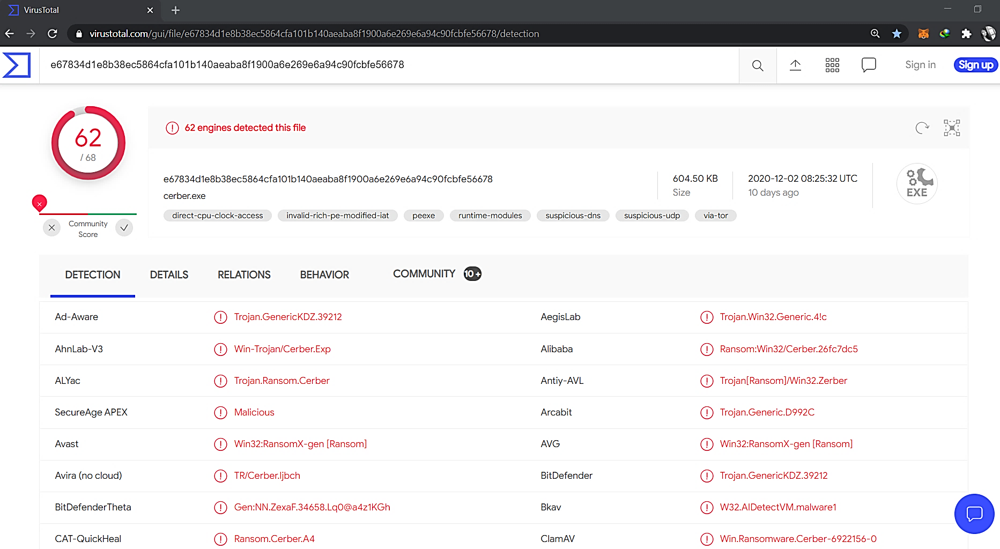 VirusTotal
virustotal.com/gui/file/e67834d1e8b38ec5864cfa101b140aeaba8f1900a6e269e6a94c90fcbfe56678/detection
e67834d1e8b38ec5864cfa101b140aeaba8f1900a6e269e6a94c90fcbfe56678
Sign in
Sign up
62
/ 68
62 engines detected this file
e67834d1e8b38ec5864cfa101b140aeaba8f1900a6e269e6a94c90fcbfe56678
cerber.exe
604.50 KB
Size
2020-12-02 08:25:32 UTC
10 days ago
EXE
direct-cpu-clock-access
invalid-rich-pe-modified-iat
peexe
runtime-modules
suspicious-dns
suspicious-udp
via-tor
Community
Score
DETECTION
DETAILS
RELATIONS
BEHAVIOR
COMMUNITY
10+
Ad-Aware
Trojan.GenericKDZ.39212
AegisLab
Trojan.Win32.Generic.4!c
AhnLab-V3
Win-Trojan/Cerber.Exp
Alibaba
Ransom:Win32/Cerber.26fc7dc5
ALYac
Trojan.Ransom.Cerber
Antiy-AVL
Trojan[Ransom]/Win32.Zerber
SecureAge APEX
Malicious
Arcabit
Trojan.Generic.D992C
Avast
Win32:RansomX-gen [Ransom]
AVG
Win32:RansomX-gen [Ransom]
Avira (no cloud)
TR/Cerber.ljbch
BitDefender
Trojan.GenericKDZ.39212
BitDefenderTheta
Gen:NN.ZexaF.34658.Lq0@a4z1KGh
Bkav
W32.AIDetectVM.malware1
CAT-QuickHeal
Ransom.Cerber.A4
ClamAV
Win.Ransomware.Cerber-6922156-0